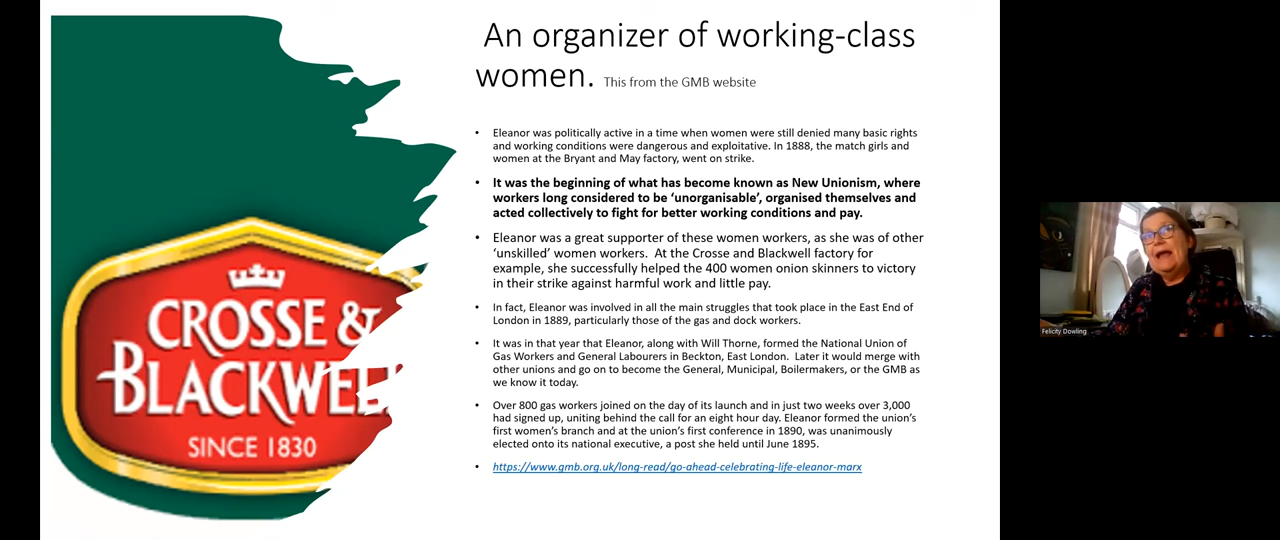 An organizer of working-class
women. This from the GMB website
• Eleanor was politically active in a time when women were still denied many basic rights
and working conditions were dangerous and exploitative. In 1888, the match girls and
women at the Bryant and May factory, went on strike.
• It was the beginning of what has become known as New Unionism, where
workers long considered to be ‘unorganisable’, organised themselves and
acted collectively to fight for better working conditions and pay.
• Eleanor was a great supporter of these women workers, as she was of other
‘unskilled’ women workers. At the Crosse and Blackwell factory for
example, she successfully helped the 400 women onion skinners to victory
in their strike against harmful work and little pay.
• In fact, Eleanor was involved in all the main struggles that took place in the East End of
London in 1889, particularly those of the gas and dock workers.
• It was in that year that Eleanor, along with Will Thorne, formed the National Union of
Gas Workers and General Labourers in Beckton, East London. Later it would merge with
other unions and go on to become the General, Municipal, Boilermakers, or the GMB as
we know it today.
• Over 800 gas workers joined on the day of its launch and in just two weeks over 3,000
had signed up, uniting behind the call for an eight hour day. Eleanor formed the union’s
first women’s branch and at the union’s first conference in 1890, was unanimously
elected onto its national executive, a post she held until June 1895.
• https://www.gmb.org.uk/long-read/go-ahead-celebrating-life-eleanor-marx
CROSSE &
BLACKWEL
SINCE 1830
Felicity Dowling